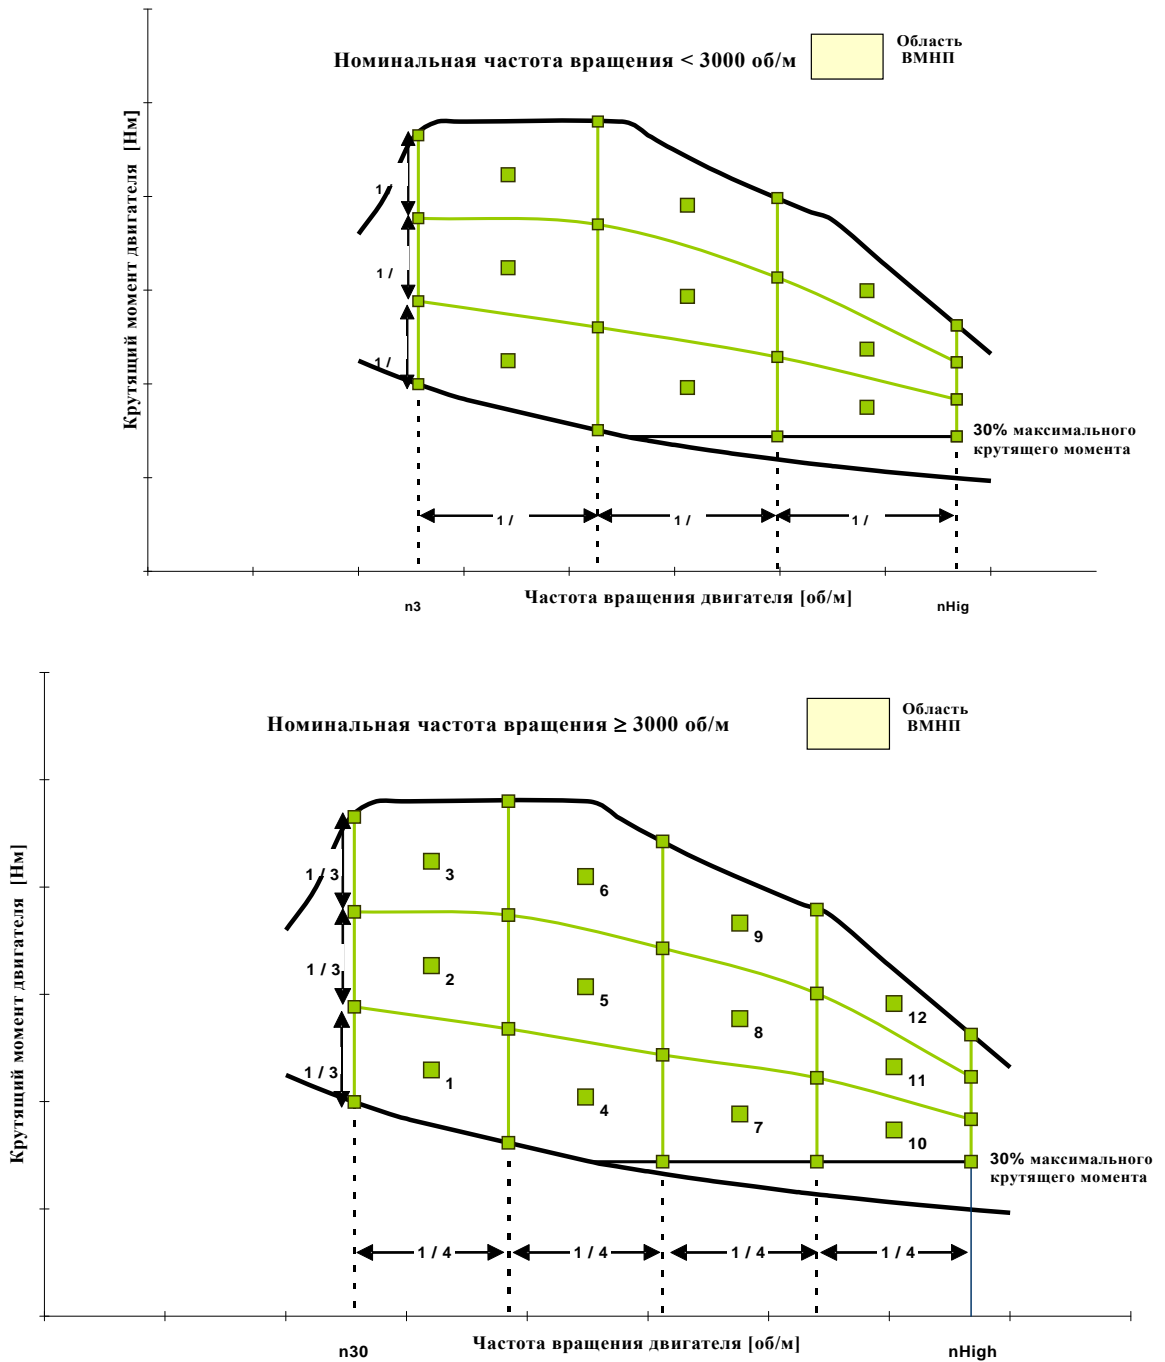 Номинальная частота вращения < 3000 об/м
Область
ВМНП
Крутящий момент двигателя [Нм]
1 /
1 /
1 /
30% максимального
крутящего момента
1 /
1 /
1 /
Частота вращения двигателя [об/м]
n3
nHig
Номинальная частота вращения ≥ 3000 об/м
Область
ВМНП
Крутящий момент двигателя [Нм]
1 / 3
1 / 3
1 / 3
3
6
9
2
5
8
12
1
4
7
11
10
30% максимального
крутящего момента
1 / 4
1 / 4
1 / 4
1 / 4
Частота вращения двигателя [об/м]
n30
nHigh